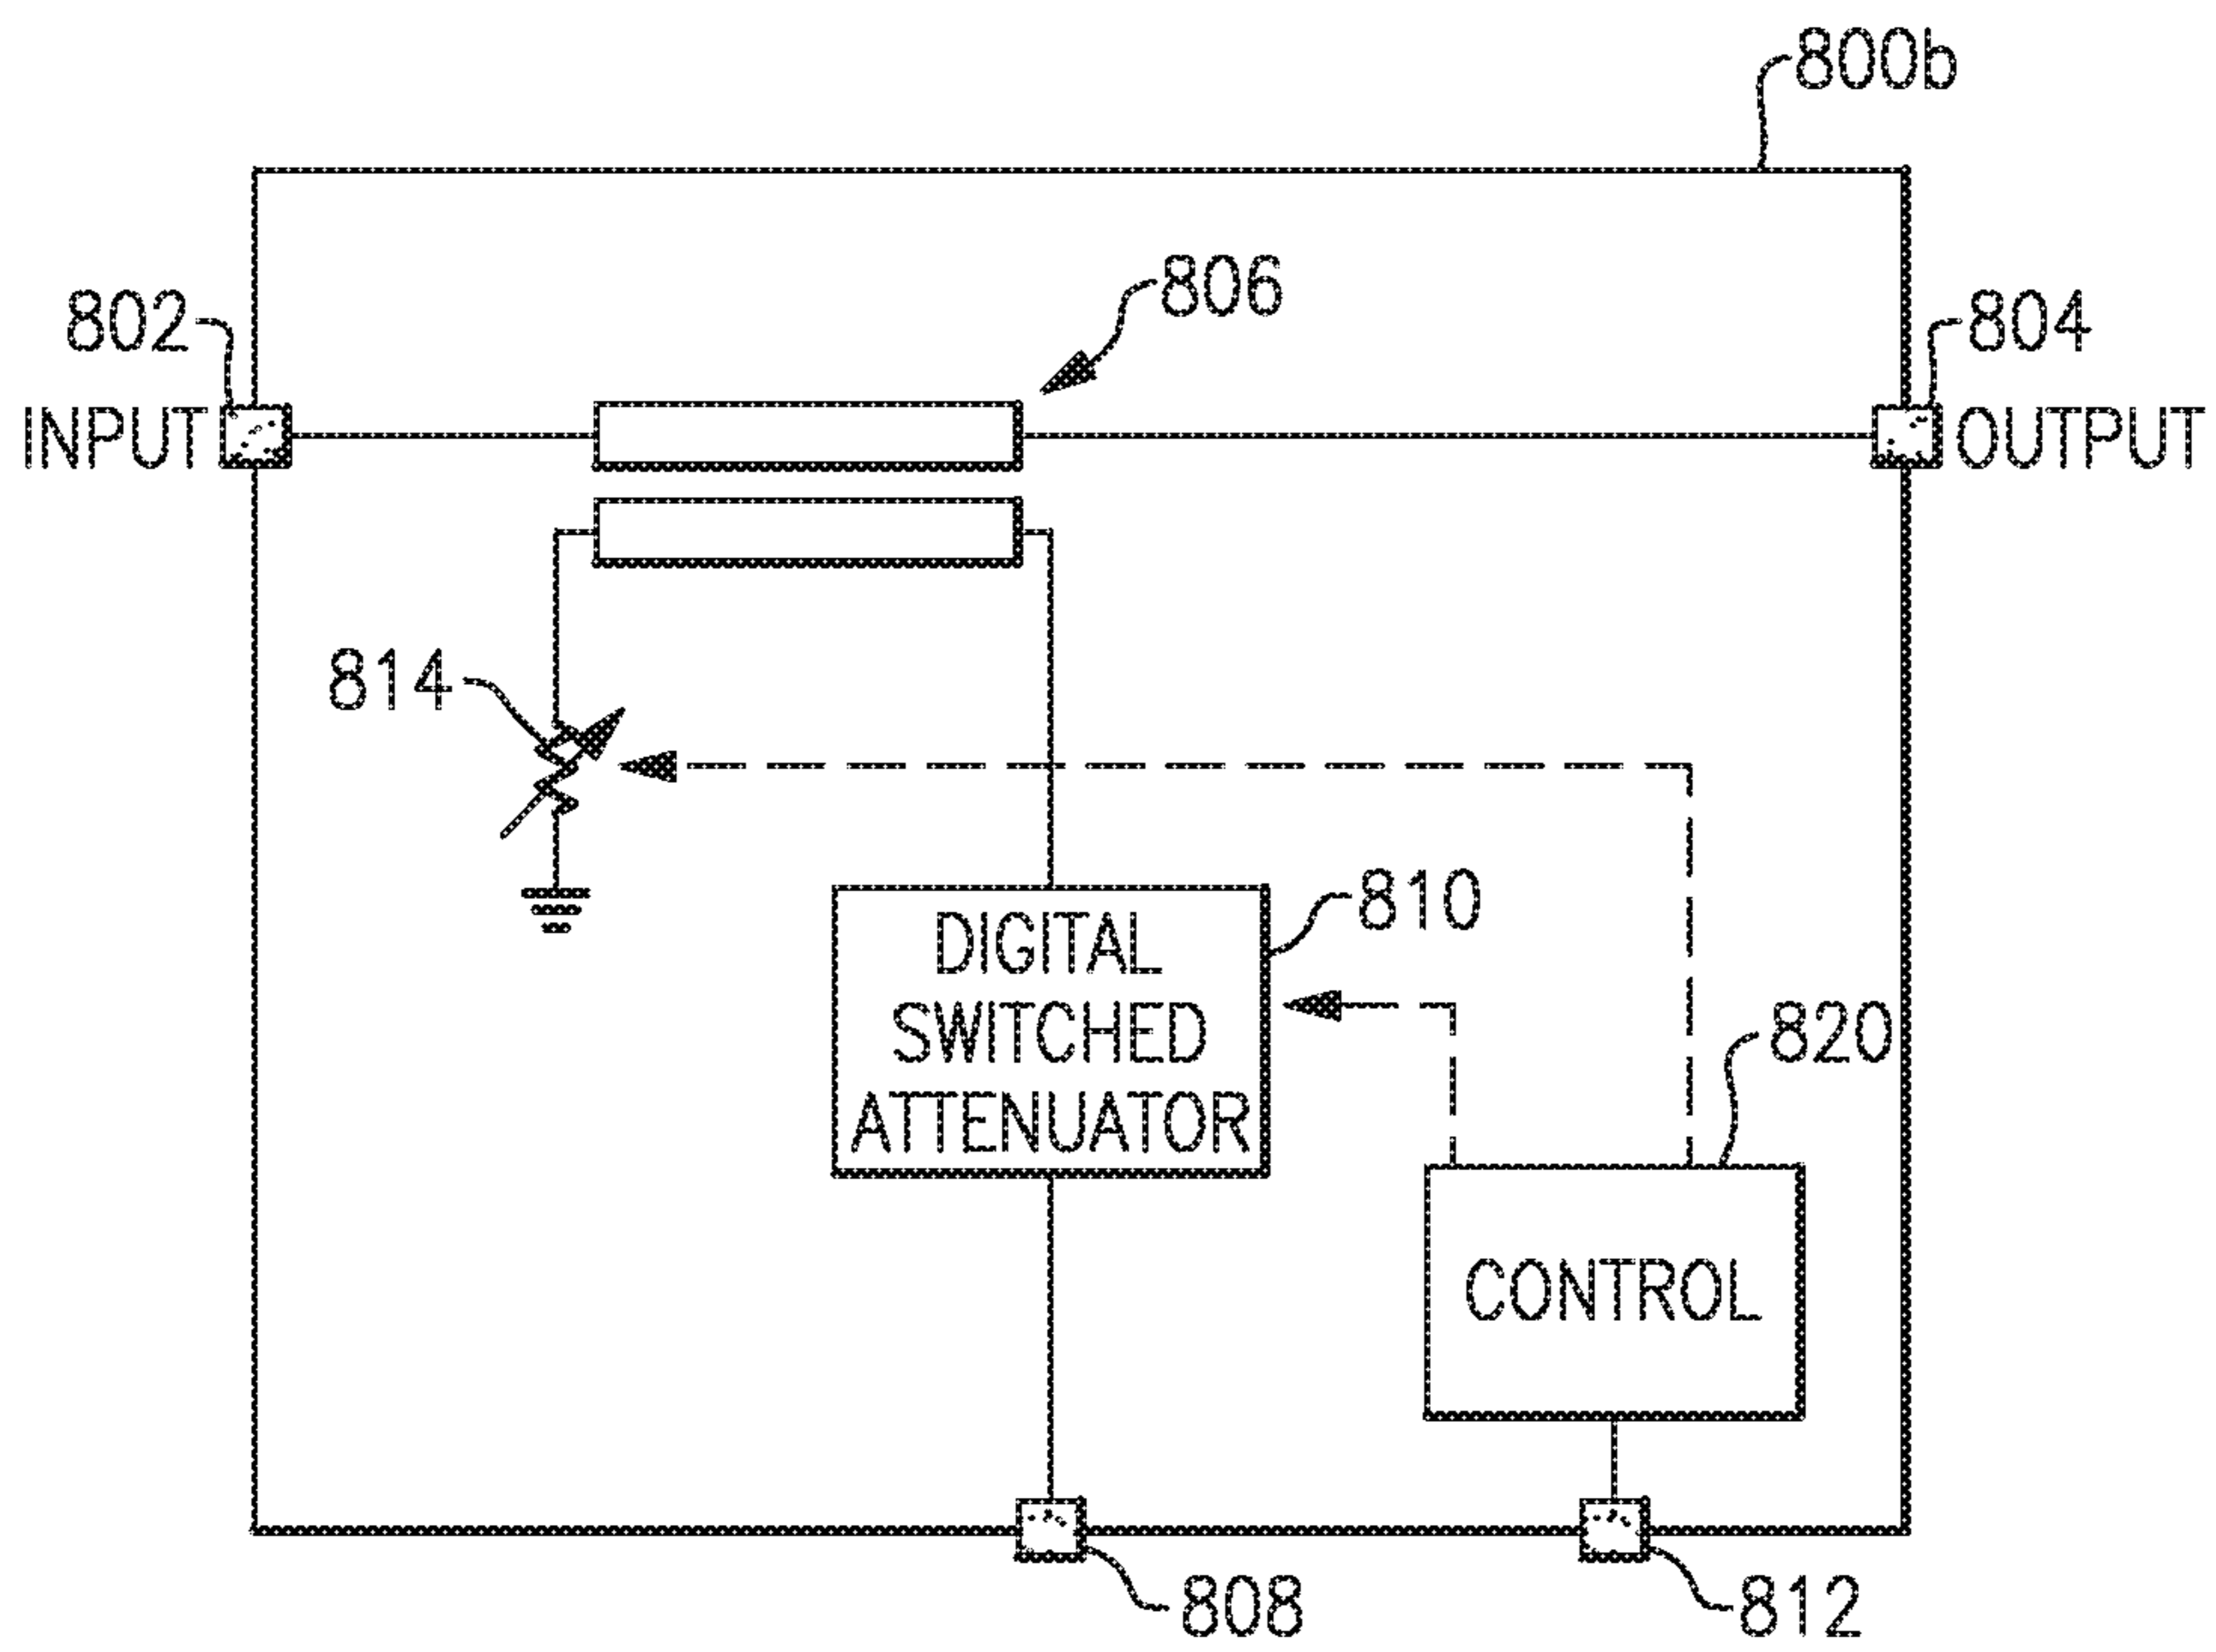 800b
806
802
804
INPUT
OUTPUT
814
810
DIGITAL
SWITCHED
ATTENUATOR
820
CONTROL
808
812